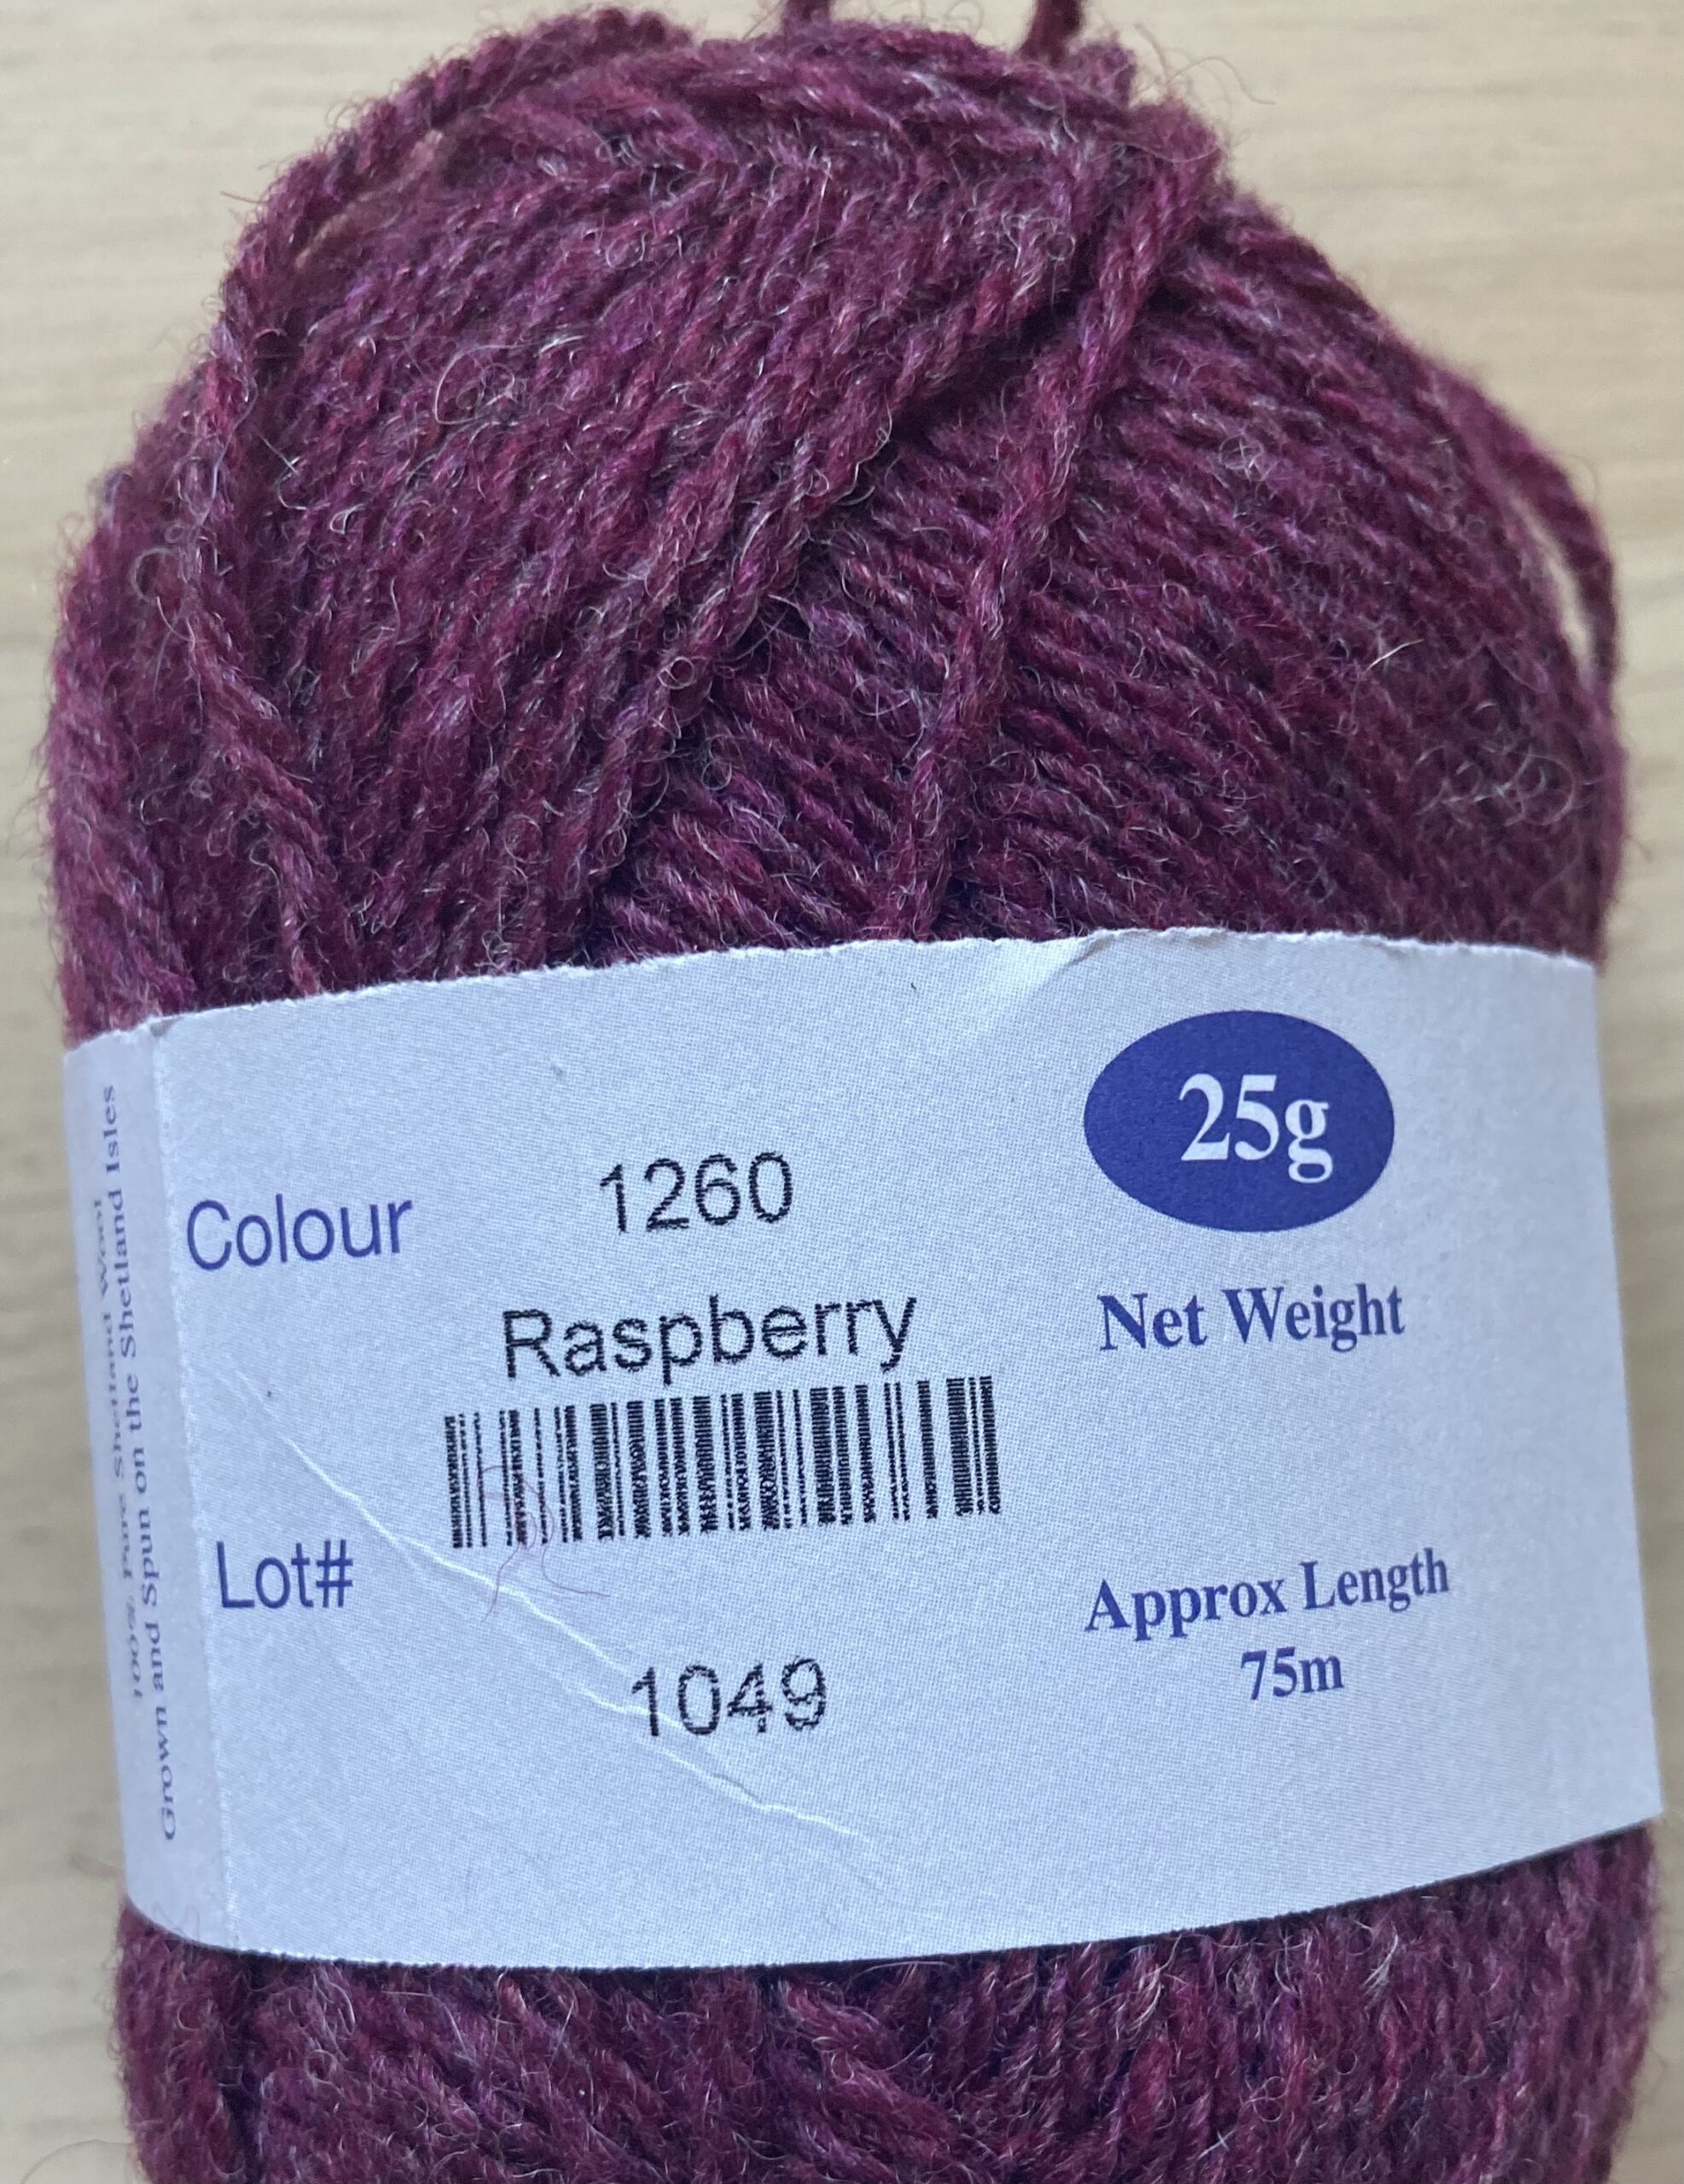 100% Pure Shetland Wool
Grown and Spun on the Shetland Isles
Colour
1260
Raspberry
Lot#
1049
25g
Net Weight
Approx Length
75m